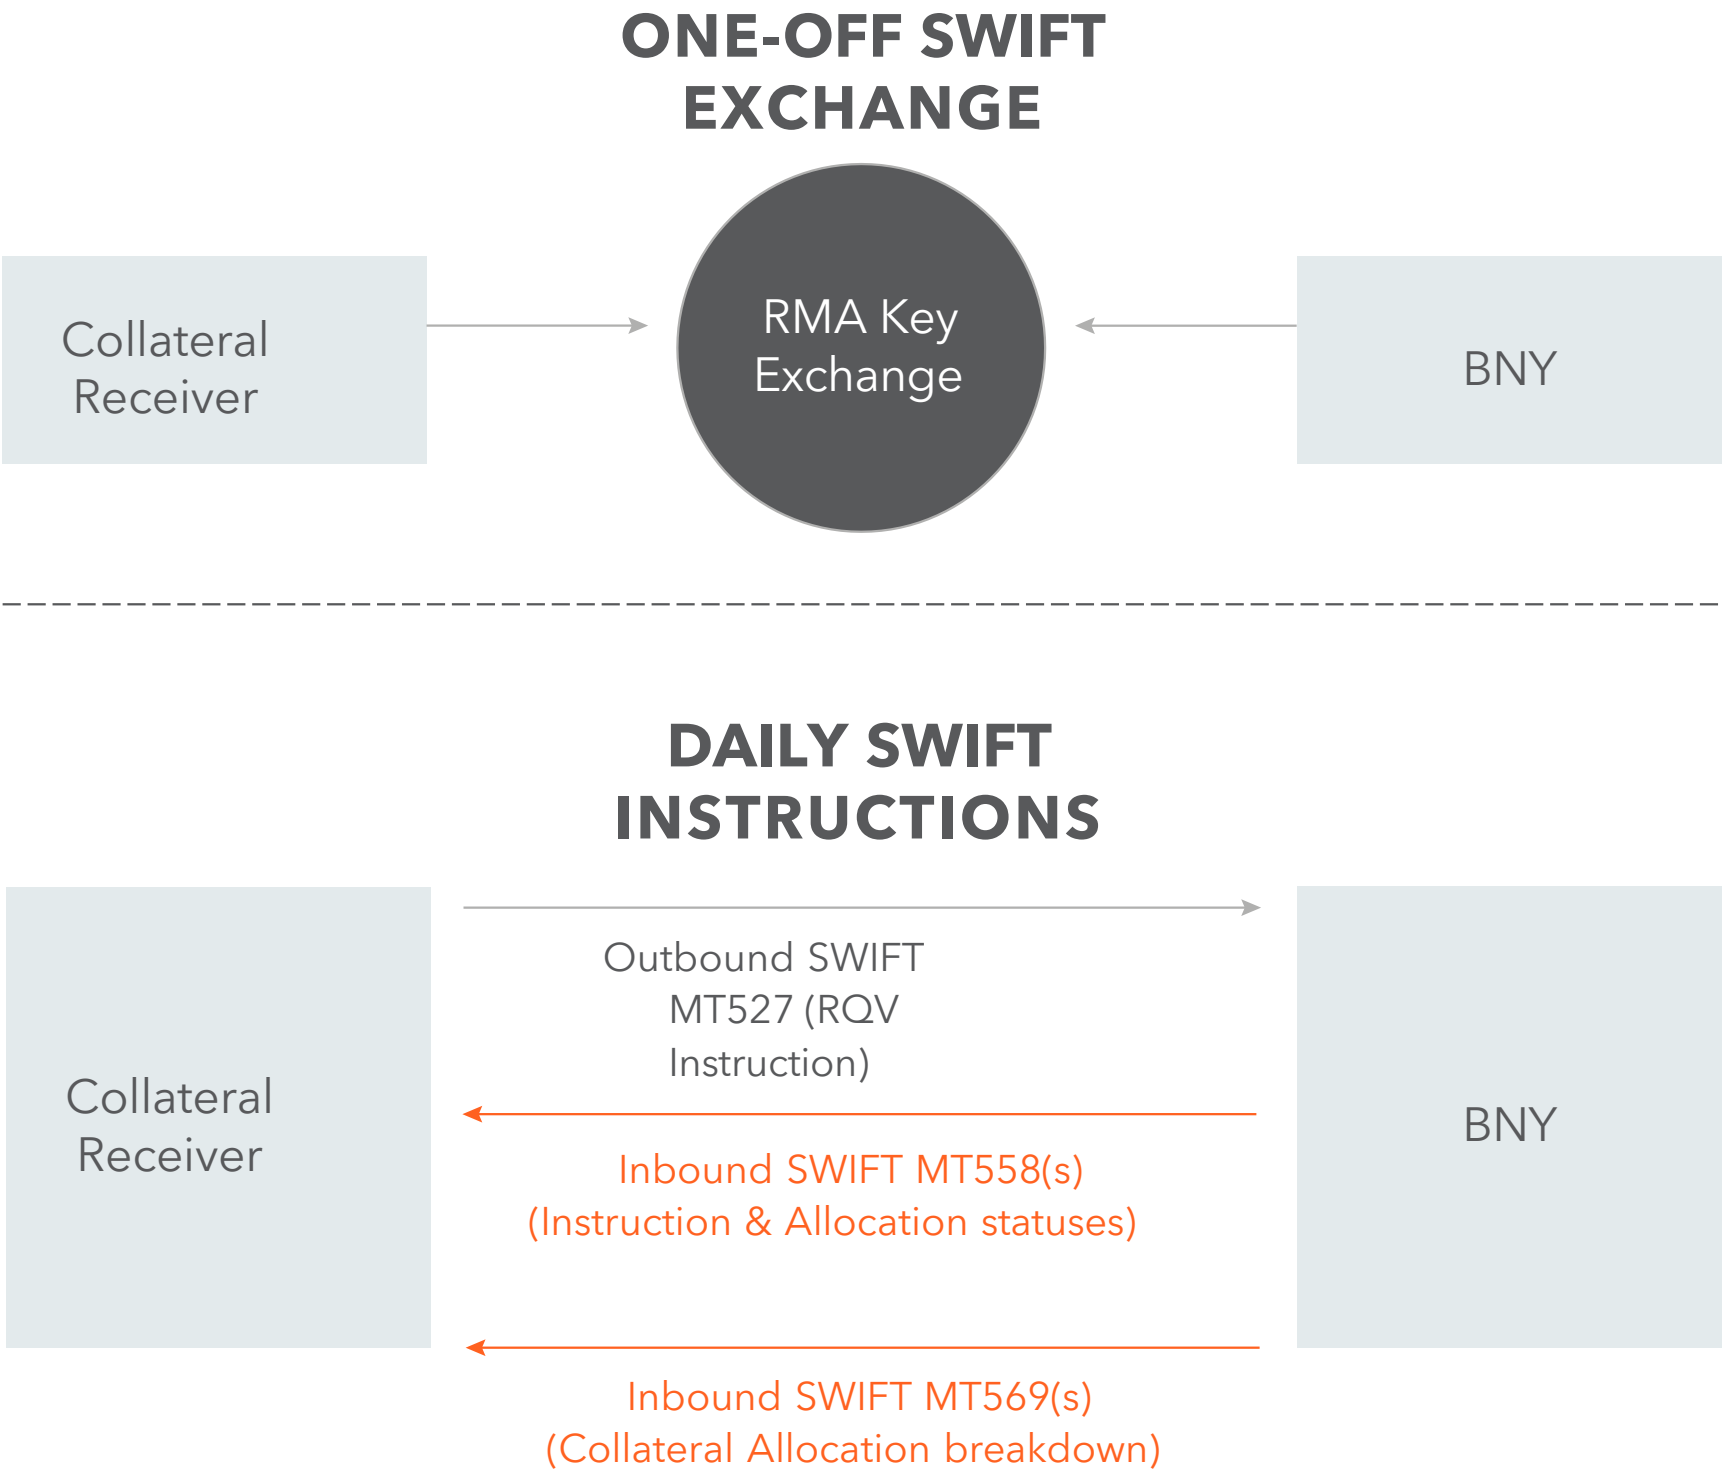 ONE-OFF SWIFT
EXCHANGE
Collateral
Receiver
RMA Key
Exchange
BNY
DAILY SWIFT
INSTRUCTIONS
Collateral
Receiver
Outbound SWIFT
MT527 (RQV
Instruction)
Inbound SWIFT MT558(s)
(Instruction & Allocation statuses)
Inbound SWIFT MT569(s)
(Collateral Allocation breakdown)
BNY